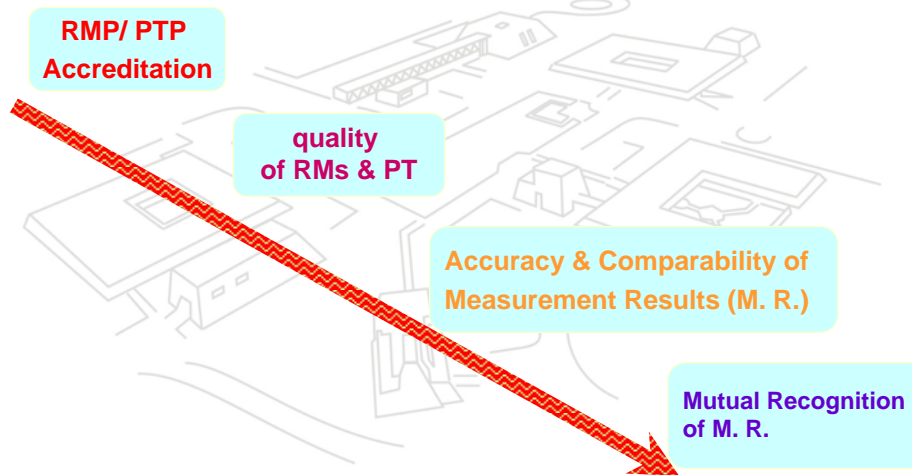 RMP/ PTP
Accreditation
quality
of RMs & PT
Accuracy & Comparability of
Measurement Results (M. R.)
Mutual Recognition
of M. R.